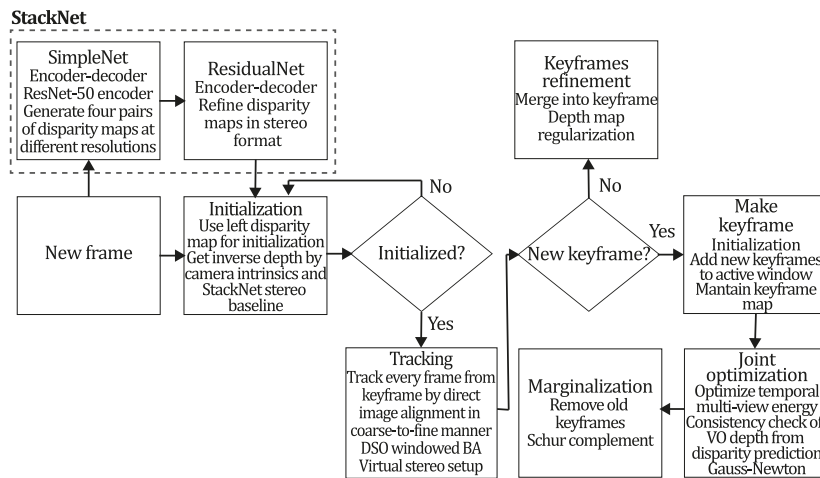 StackNet
SimpleNet
Encoder-decoder
ResNet-50 encoder
Generate four pairs
of disparity maps at
different resolutions
ResidualNet
Encoder-decoder
Refine disparity
maps in stereo
format
New frame
Initialization
Use left disparity
map for initialization
Get inverse depth by
camera intrinsics and
StackNet stereo
baseline
No
Initialized?
Yes
Tracking
Track every frame from
keyframe by direct
image alignment in
coarse-to-fine manner
DSO windowed BA
Virtual stereo setup
Keyframes
refinement
Merge into keyframe
Depth map
regularization
No
New keyframe?
Yes
Make
keyframe
Initialization
Add new keyframes
to active window
Mantain keyframe
map
Joint
optimization
Optimize temporal
multi-view energy
Consistency check of
VO depth from
disparity prediction
Gauss-Newton
Marginalization
Remove old
keyframes
Schur complement